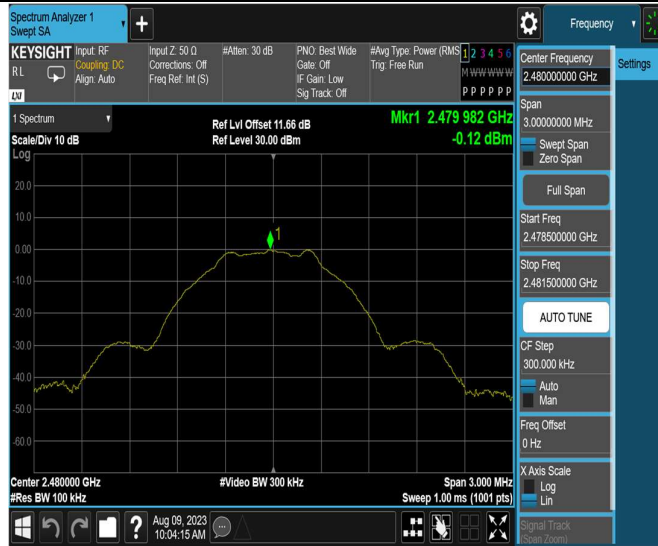 Spectrum Analyzer 1
Swept SA
+
Frequency
KEYSIGHT
RL
LXI
Input: RF
Coupling: DC
Align: Auto
Input Z: 50 Ω
Corrections: Off
Freq Ref: Int (S)
#Atten: 30 dB
PNO: Best Wide
Gate: Off
IF Gain: Low
Sig Track: Off
#Avg Type: Power (RMS
Trig: Free Run
1 2 3 4 5 6
M W W W W W
P P P P P P
Center Frequency
2.480000000 GHz
Settings
Span
3.00000000 MHz
Swept Span
Zero Span
Full Span
Start Freq
2.478500000 GHz
Stop Freq
2.481500000 GHz
AUTO TUNE
CF Step
300.000 kHz
Auto
Man
Freq Offset
0 Hz
X Axis Scale
Log
Lin
Signal Track
(Span Zoom)
1 Spectrum
Scale/Div 10 dB
Log
Ref Lvl Offset 11.66 dB
Ref Level 30.00 dBm
Mkr1 2.479 982 GHz
-0.12 dBm
20.0
10.0
0.00
-10.0
-20.0
-30.0
-40.0
-50.0
-60.0
1
Center 2.480000 GHz
#Res BW 100 kHz
#Video BW 300 kHz
Span 3.000 MHz
Sweep 1.00 ms (1001 pts)
?
Aug 09, 2023
10:04:15 AM